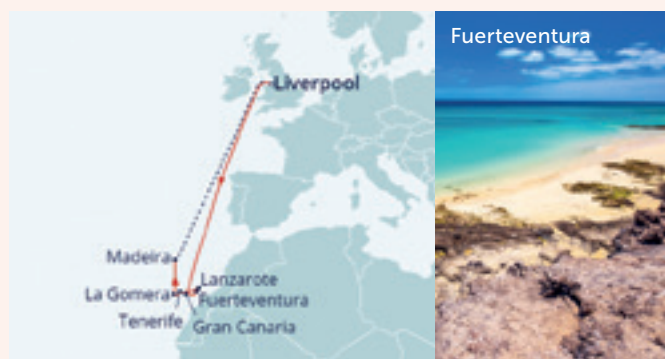 Fuerteventura
Liverpool
Madeira
Lanzarote
La Gomera
Fuerteventura
Tenerife
Gran Canaria